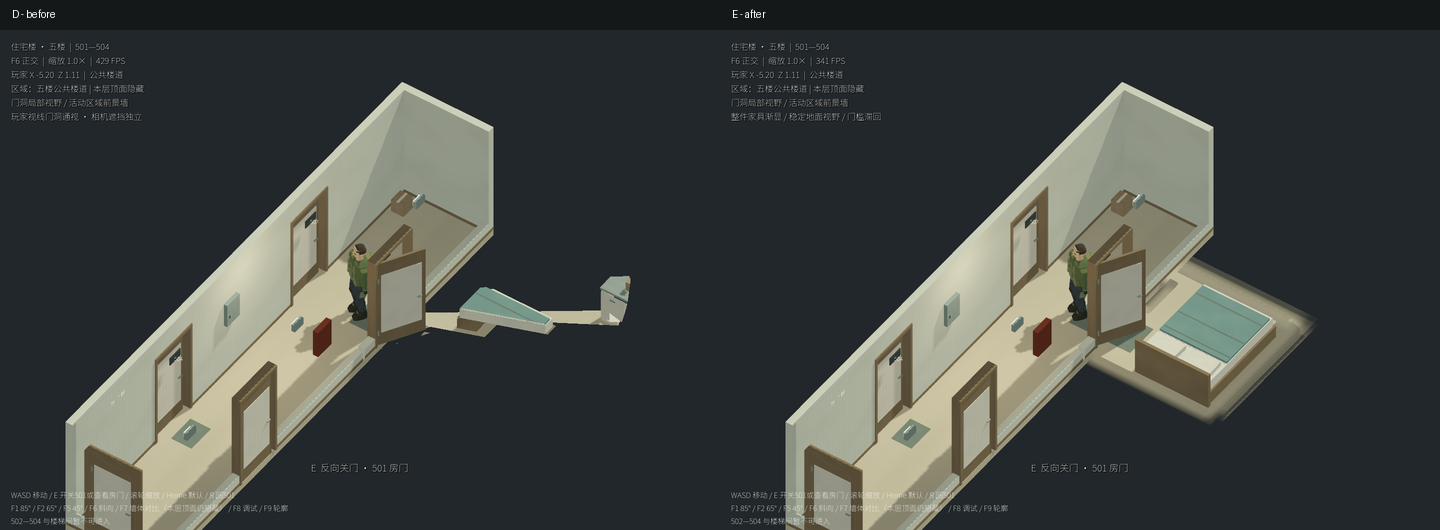 D - before
住宅楼 · 五楼 | 501—504
F6 正交 | 缩放 1.0× | 429 FPS
玩家 X -5.20 Z 1.11 | 公共楼道
区域：五楼公共楼道 | 本层顶面隐藏
门洞局部视野 / 活动区域前景墙
玩家视线门洞通视 · 相机遮挡独立
E 反向关门 · 501 房门
WASD 移动 / E 开关501或查看房门 / 滚轮缩放 / Home 默认 / R 回501
F1 85° / F2 65° / F5 45° / F6 斜向 / F7 墙体对比 / F8 调试 / F9 轮廓
502—504 与楼梯间暂不可进入
E - after
住宅楼 · 五楼 | 501—504
F6 正交 | 缩放 1.0× | 341 FPS
玩家 X -5.20 Z 1.11 | 公共楼道
区域：五楼公共楼道 | 本层顶面隐藏
门洞局部视野 / 活动区域前景墙
整件家具渐显 / 稳定地面视野 / 门槛滞回
E 反向关门 · 501 房门
WASD 移动 / E 开关501或查看房门 / 滚轮缩放 / Home 默认 / R 回501
F1 85° / F2 65° / F5 45° / F6 斜向 / F7 墙体对比 / F8 调试 / F9 轮廓
502—504 与楼梯间暂不可进入